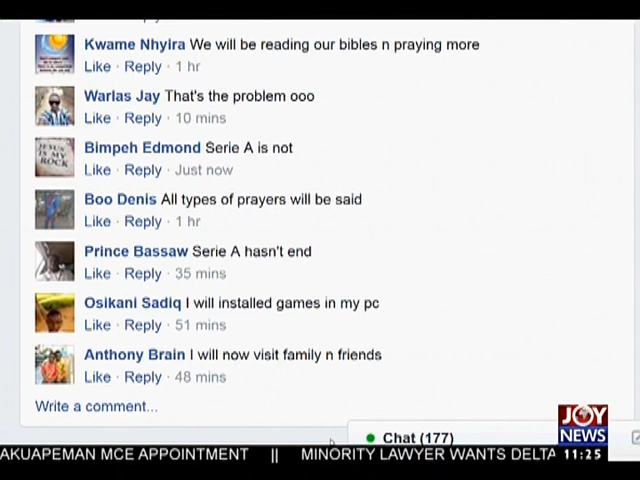 Kwame Nhyira We will be reading our bibles n praying more
Like · Reply · 1 hr
Warlas Jay That's the problem ooo
Like · Reply · 10 mins
JESUS IS MY ROCK
Bimpeh Edmond Serie A is not
Like · Reply · Just now
Boo Denis All types of prayers will be said
Like · Reply · 1 hr
Prince Bassaw Serie A hasn't end
Like · Reply · 35 mins
Osikani Sadiq I will installed games in my pc
Like · Reply · 51 mins
Anthony Brain I will now visit family n friends
Like · Reply · 48 mins
Write a comment...
Chat (177)
JOY
NEWS
AKUAPEMAN MCE APPOINTMENT || MINORITY LAWYER WANTS DELTA 11:25